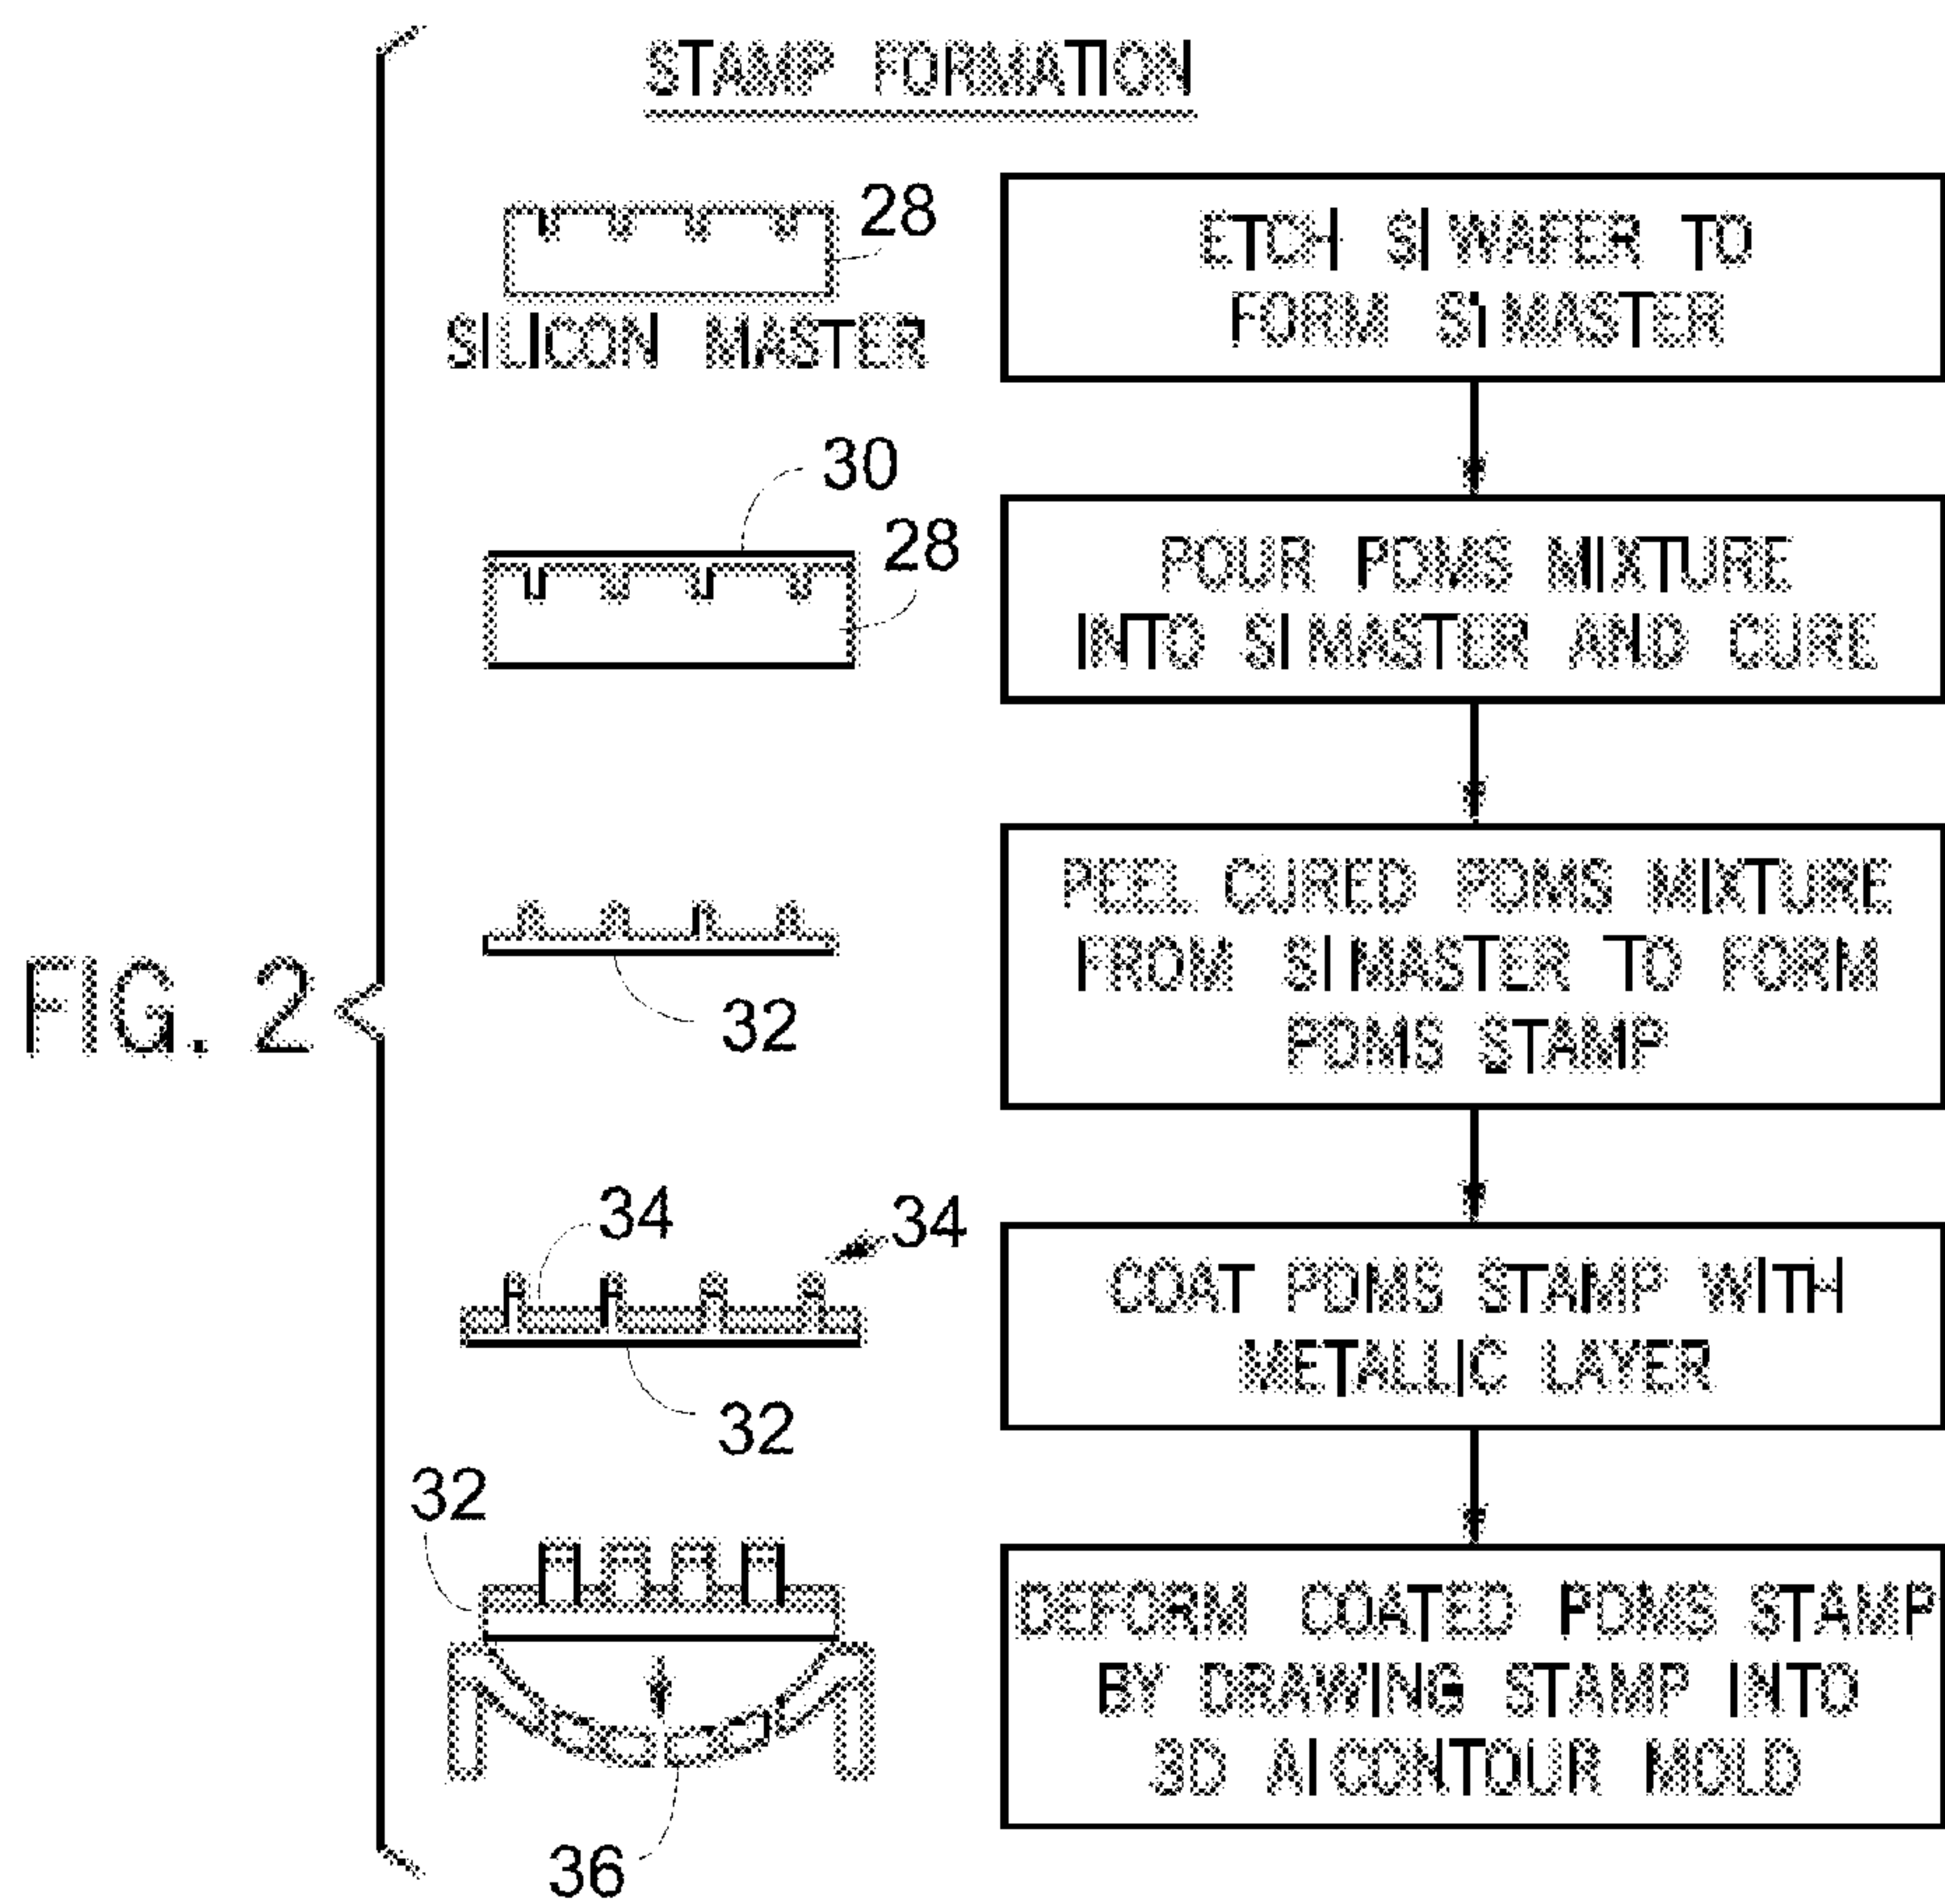 STAMP FORMATION
28
SILICON MASTER
ETCH SI WAFER TO
FORM SI MASTER
30
28
POUR PDMS MIXTURE
INTO SI MASTER AND CURE
FIG. 2
32
PEEL CURED PDMS MIXTURE
FROM SI MASTER TO FORM
PDMS STAMP
34
34
32
COAT PDMS STAMP WITH
METALLIC LAYER
32
36
DEFORM COATED PDMS STAMP
BY DRAWING STAMP INTO
3D Al CONTOUR MOLD